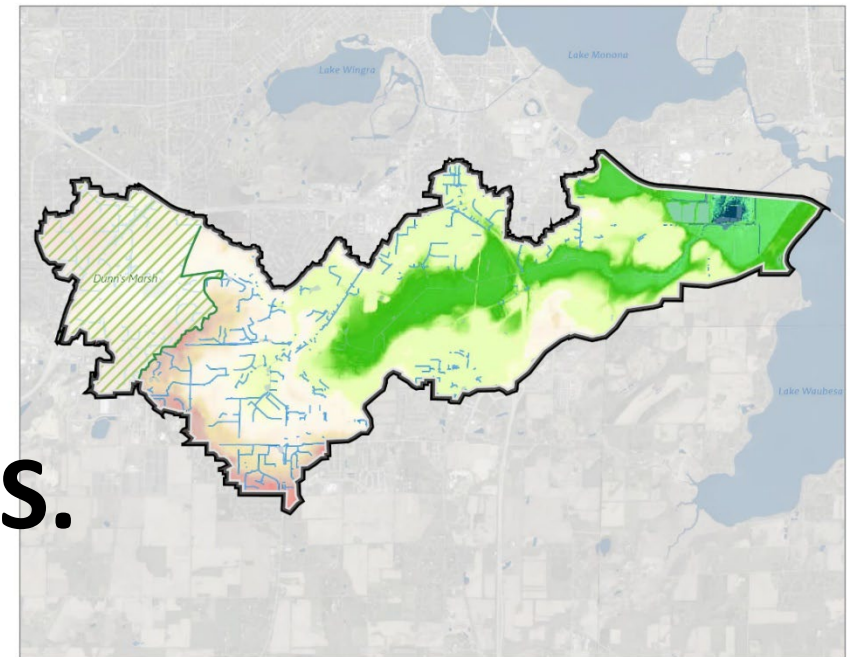 Lake Monona
Lake Wingra
Dunn's Marsh
Lake Waubesa
s.